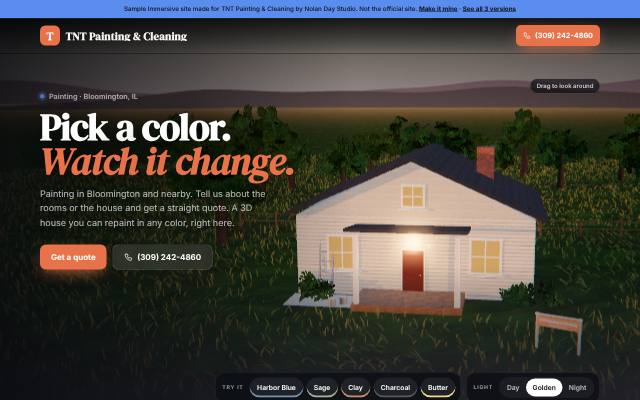 Sample Immersive site made for TNT Painting & Cleaning by Nolan Day Studio. Not the official site. Make it mine · See all 3 versions
T TNT Painting & Cleaning
(309) 242-4860
Drag to look around
Painting · Bloomington, IL
Pick a color.
Watch it change.
Painting in Bloomington and nearby. Tell us about the
rooms or the house and get a straight quote. A 3D
house you can repaint in any color, right here.
Get a quote
(309) 242-4860
TRY IT Harbor Blue Sage Clay Charcoal Butter
LIGHT Day Golden Night